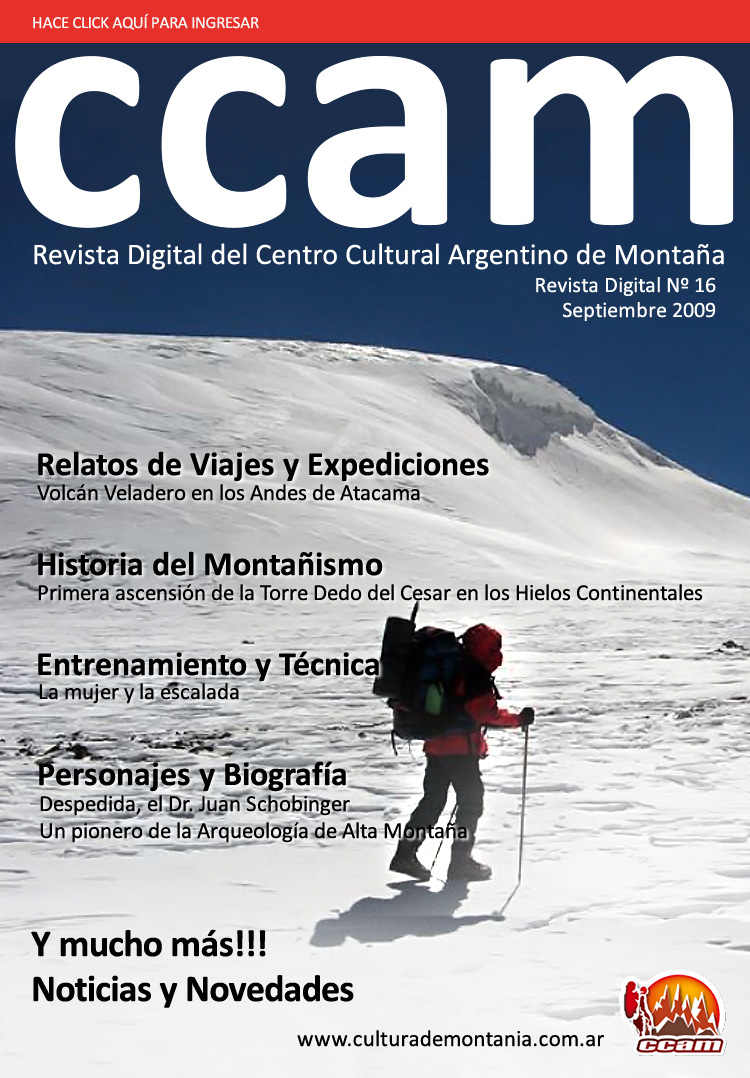 HACE CLICK AQUÍ PARA INGRESAR
ccam
Revista Digital del Centro Cultural Argentino de Montaña
Revista Digital Nº 16
Septiembre 2009
Relatos de Viajes y Expediciones
Volcán Veladero en los Andes de Atacama
Historia del Montañismo
Primera ascensión de la Torre Dedo del Cesar en los Hielos Continentales
Entrenamiento y Técnica
La mujer y la escalada
Personajes y Biografía
Despedida, el Dr. Juan Schobinger
Un pionero de la Arqueología de Alta Montaña
Y mucho más!!!
Noticias y Novedades
www.culturademontania.com.ar
ccam